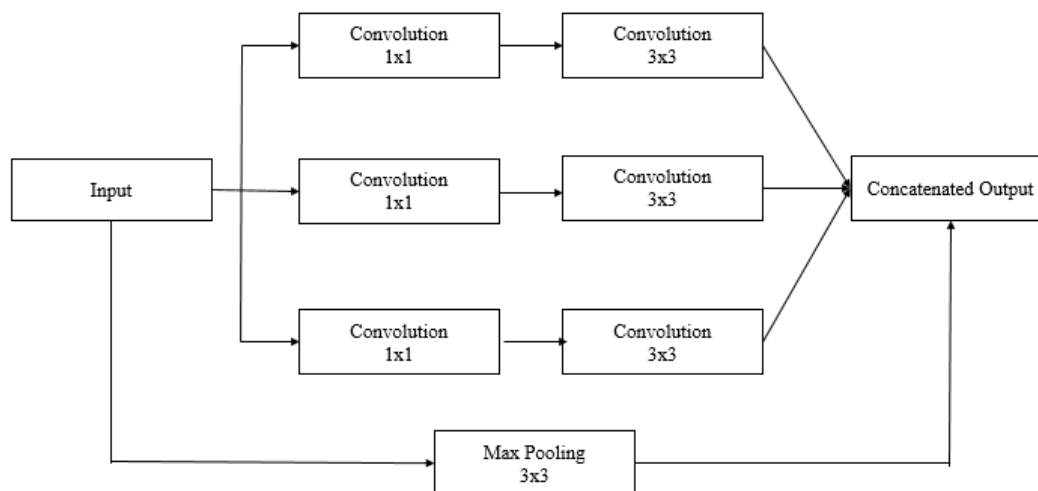 Convolution
1x1
Convolution
3x3
Input
Convolution
1x1
Convolution
3x3
Concatenated Output
Convolution
1x1
Convolution
3x3
Max Pooling
3x3